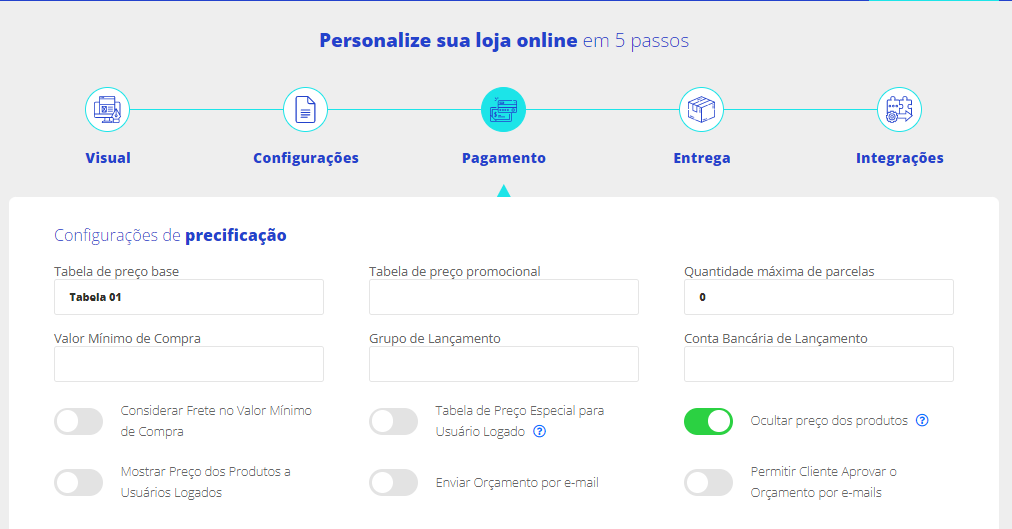 Personalize sua loja online em 5 passos
Visual
Configurações
Pagamento
Entrega
Integrações
Configurações de precificação
Tabela de preço base
Tabela de preço promocional
Quantidade máxima de parcelas
Tabela 01
0
Valor Mínimo de Compra
Grupo de Lançamento
Conta Bancária de Lançamento
Considerar Frete no Valor Mínimo
de Compra
Tabela de Preço Especial para
Usuário Logado ?
Ocultar preço dos produtos ?
Mostrar Preço dos Produtos a
Usuários Logados
Enviar Orçamento por e-mail
Permitir Cliente Aprovar o
Orçamento por e-mails